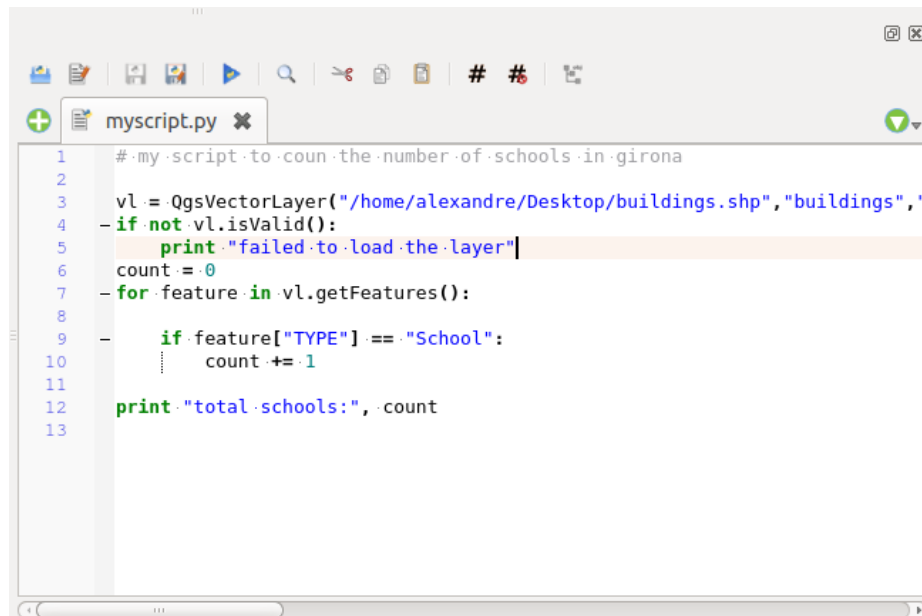 myscript.py
1 # my script to coun the number of schools in girona
2
3 vl = QgsVectorLayer("/home/alexandre/Desktop/buildings.shp","buildings","
4 if not vl.isValid():
5     print "failed to load the layer"
6 count = 0
7 for feature in vl.getFeatures():
8
9     if feature["TYPE"] == "School":
10         count += 1
11
12 print "total schools:", count
13